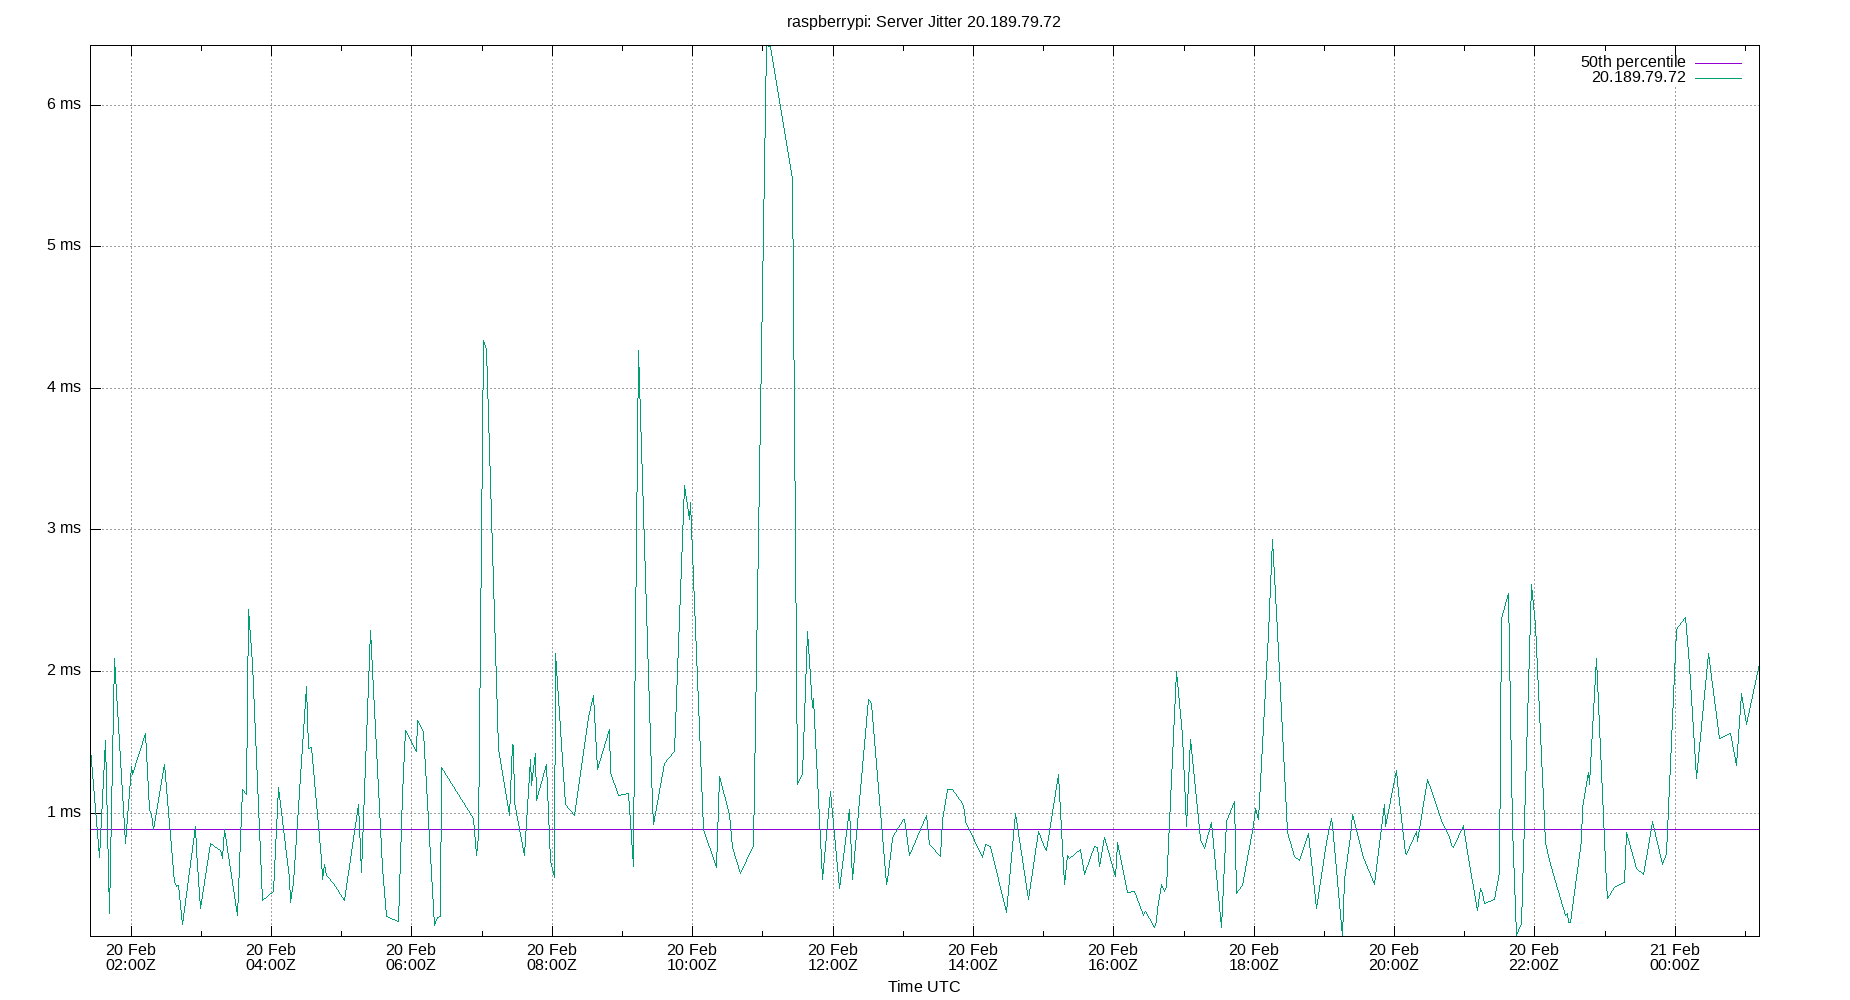 raspberrypi: Server Jitter 20.189.79.72
50th percentile
20.189.79.72
6 ms
5 ms
4 ms
3 ms
2 ms
1 ms
20 Feb 20 Feb 20 Feb 20 Feb 20 Feb 20 Feb 20 Feb 20 Feb 20 Feb 20 Feb 20 Feb 21 Feb
02:00Z 04:00Z 06:00Z 08:00Z 10:00Z 12:00Z 14:00Z 16:00Z 18:00Z 20:00Z 22:00Z 00:00Z
Time UTC